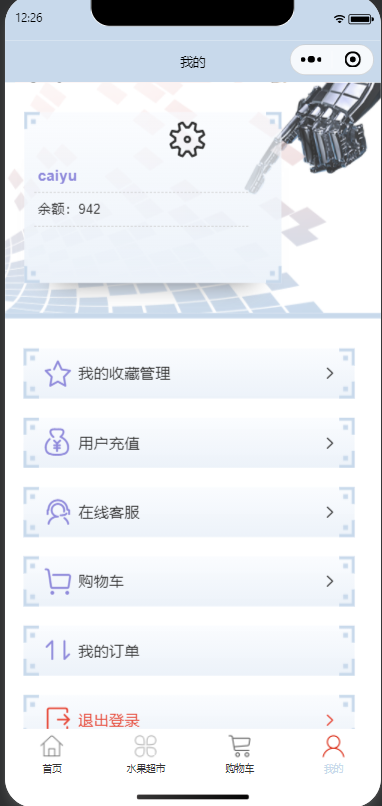 12:26
我的
caiyu
余额：942
我的收藏管理
用户充值
在线客服
购物车
我的订单
退出登录
首页
水果超市
购物车
我的